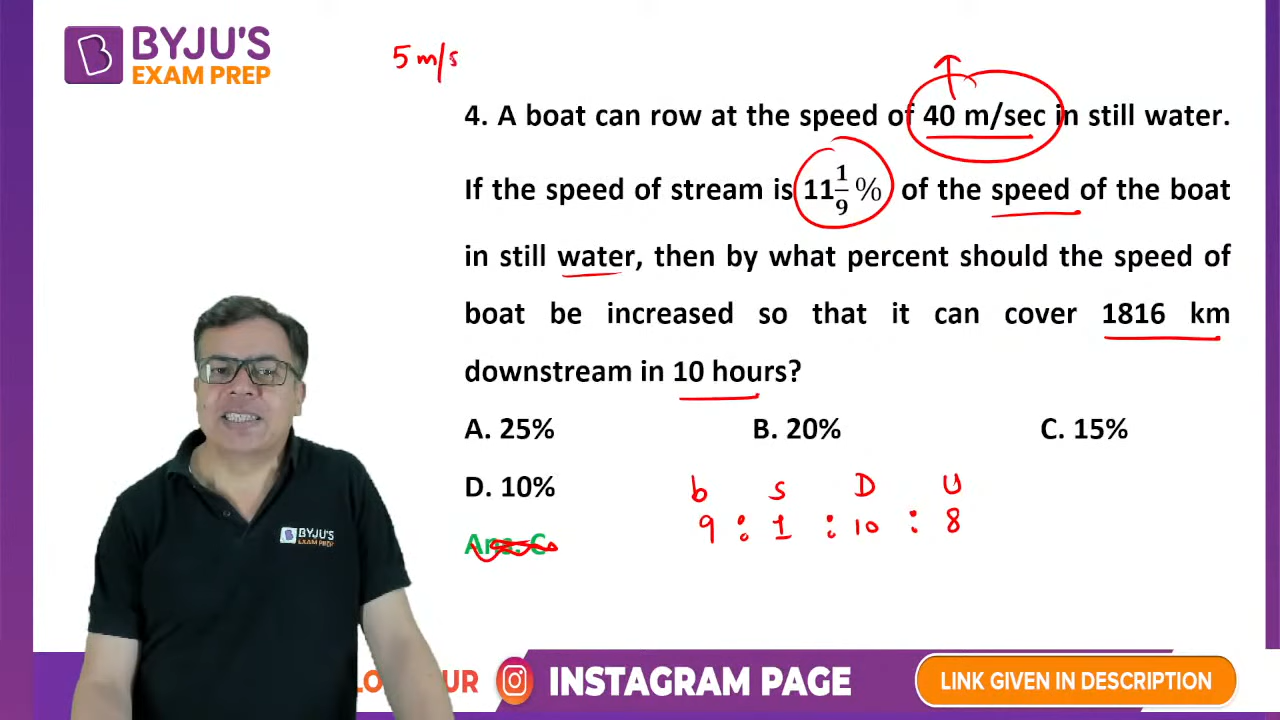 BYJU'S
EXAM PREP
5 m/s
4. A boat can row at the speed of 40 m/sec in still water.
If the speed of stream is 11 1/9 % of the speed of the boat
in still water, then by what percent should the speed of
boat be increased so that it can cover 1816 km
downstream in 10 hours?
A. 25% B. 20% C. 15%
D. 10%
b s D U
9 : 1 : 10 : 8
Ans. C
BYJU'S
EXAM PREP
INSTAGRAM PAGE
LINK GIVEN IN DESCRIPTION